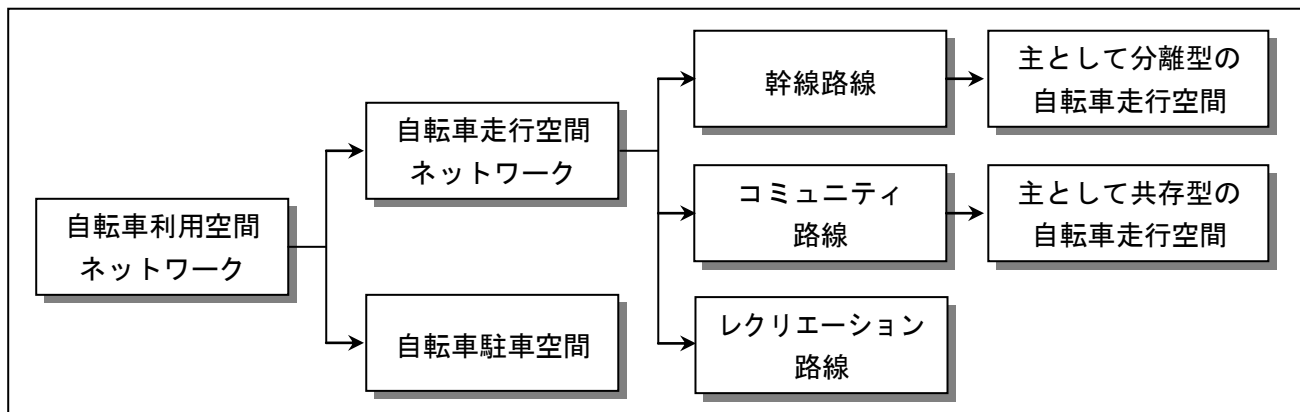 自転車利用空間
ネットワーク
自転車走行空間
ネットワーク
自転車駐車空間
幹線路線
コミュニティ
路線
レクリエーション
路線
主として分離型の
自転車走行空間
主として共存型の
自転車走行空間